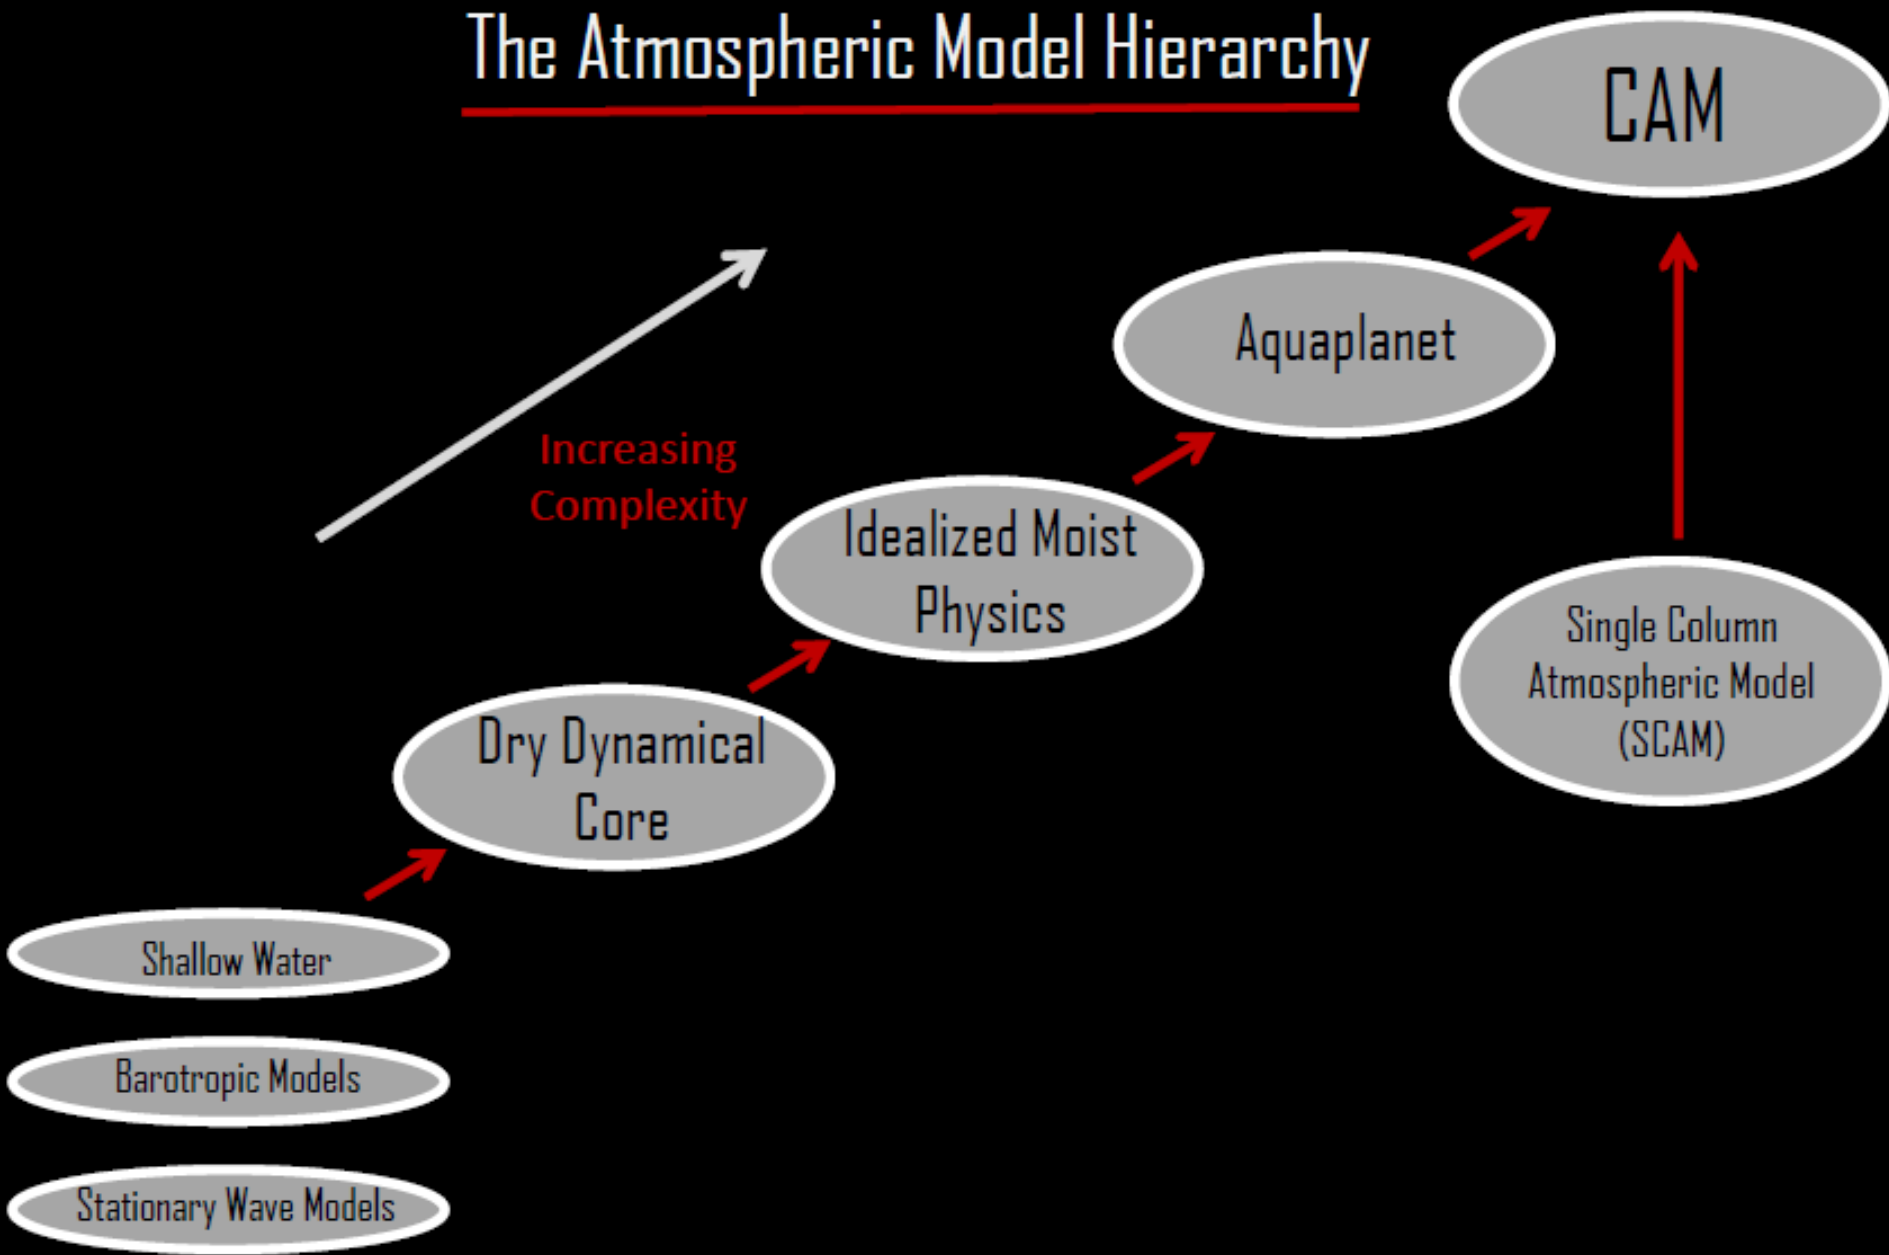 The Atmospheric Model Hierarchy
CAM
Aquaplanet
Increasing
Complexity
Idealized Moist
Physics
Single Column
Atmospheric Model
(SCAM)
Dry Dynamical
Core
Shallow Water
Barotropic Models
Stationary Wave Models